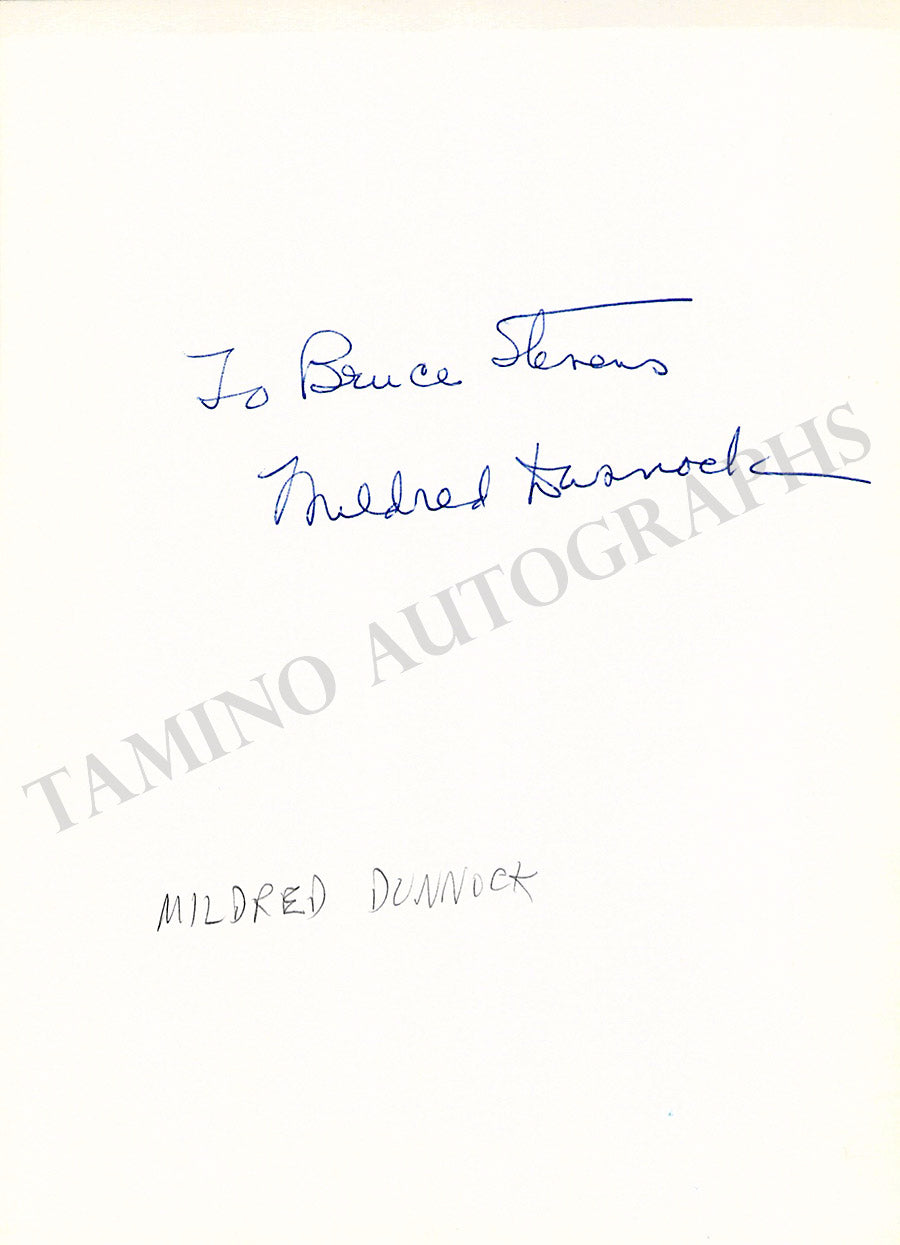 To Bruce Stevens
Mildred Dunnock
TAMINO AUTOGRAPHS
MILDRED DUNNOCK